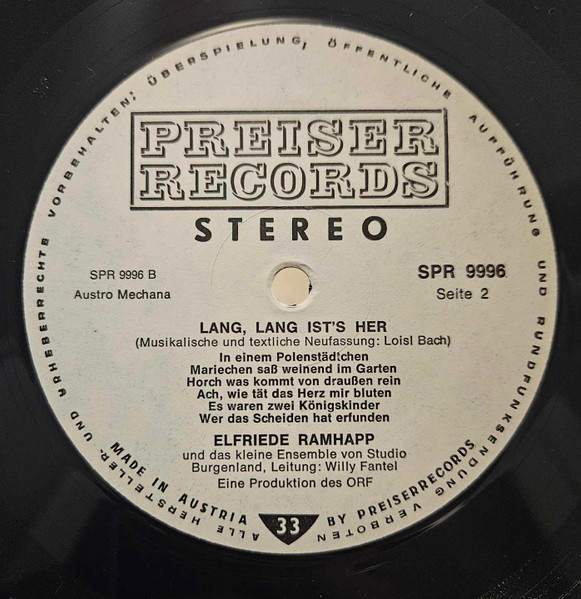 ALLE HERSTELLER- UND URHEBERRECHTE VORBEHALTEN; ÜBERSPIELUNG, ÖFFENTLICHE AUFFÜHRUNG UND RUNDFUNKSENDUNG VERBOTEN
PREISER
RECORDS
STEREO
SPR 9996 B
Austro Mechana
SPR 9996
Seite 2
LANG, LANG IST'S HER
(Musikalische und textliche Neufassung: Loisl Bach)
In einem Polenstädtchen
Mariechen saß weinend im Garten
Horch was kommt von draußen rein
Ach, wie tät das Herz mir bluten
Es waren zwei Königskinder
Wer das Scheiden hat erfunden
ELFRIEDE RAMHAPP
und das kleine Ensemble von Studio
Burgenland, Leitung: Willy Fantel
Eine Produktion des ORF
MADE IN AUSTRIA
33
BY PREISERRECORDS